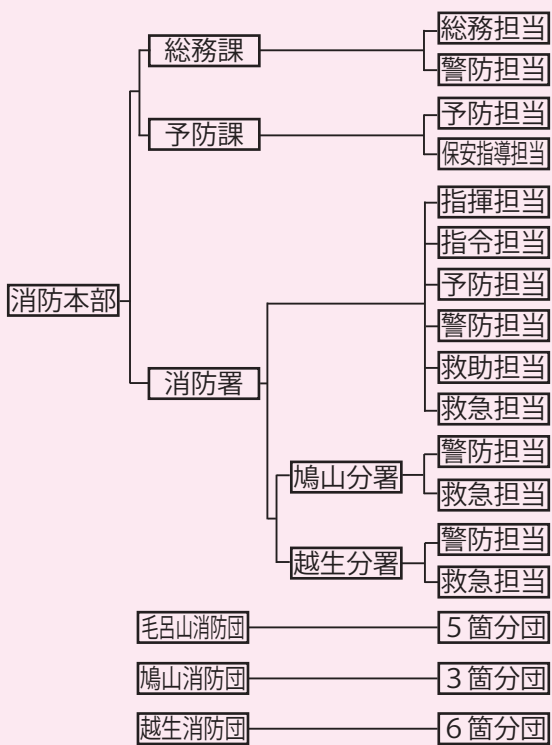 消防本部
総務課
総務担当
警防担当
予防課
予防担当
保安指導担当
消防署
指揮担当
指令担当
予防担当
警防担当
救助担当
救急担当
鳩山分署
警防担当
救急担当
越生分署
警防担当
救急担当
毛呂山消防団
5箇分団
鳩山消防団
3箇分団
越生消防団
6箇分団